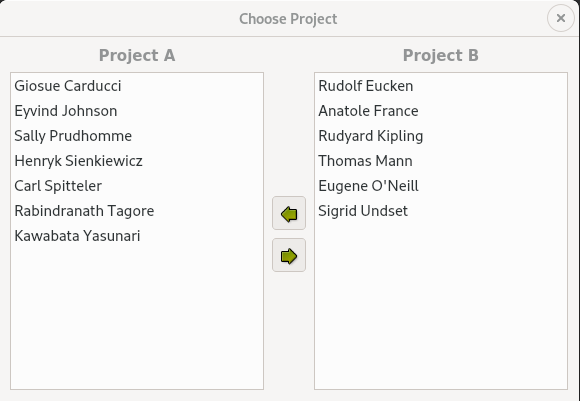 Choose Project
Project A
Giosue Carducci
Eyvind Johnson
Sally Prudhomme
Henryk Sienkiewicz
Carl Spitteler
Rabindranath Tagore
Kawabata Yasunari
Project B
Rudolf Eucken
Anatole France
Rudyard Kipling
Thomas Mann
Eugene O'Neill
Sigrid Undset